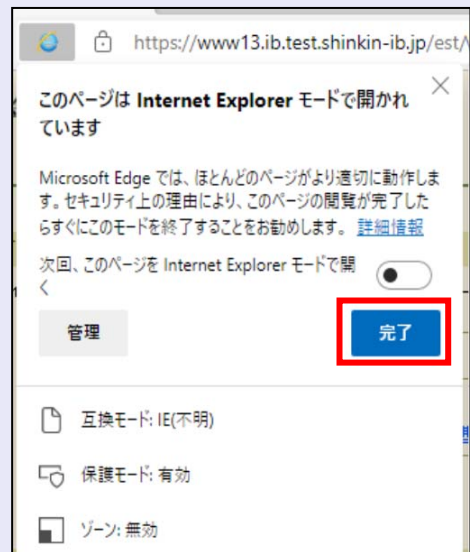 https://www13.ib.test.shinkin-ib.jp/est/
このページは Internet Explorer モードで開かれ
ています
Microsoft Edge では、ほとんどのページがより適切に動作しま
す。セキュリティ上の理由により、このページの閲覧が完了した
らすぐにこのモードを終了することをお勧めします。 詳細情報
次回、このページを Internet Explorer モードで開
く
管理 完了
互換モード: IE(不明)
保護モード: 有効
ゾーン: 無効